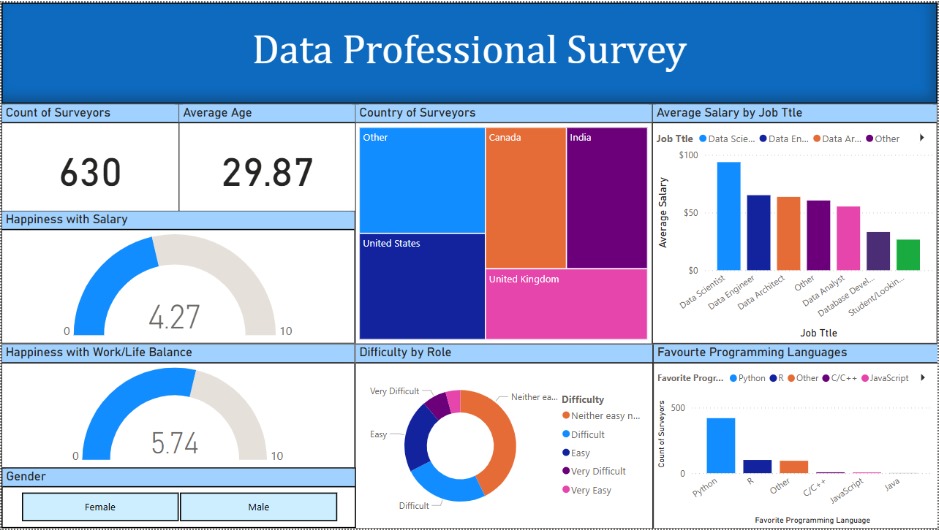 Data Professional Survey
Count of Surveyors
Average Age
630
29.87
Happiness with Salary
4.27
0
10
Happiness with Work/Life Balance
5.74
0
10
Gender
Female
Male
Country of Surveyors
Other
Canada
India
United States
United Kingdom
Difficulty by Role
Very Difficult
Neither ea...
Easy
Difficult
Difficulty
Neither easy n...
Difficult
Easy
Very Difficult
Very Easy
Average Salary by Job Ttle
Job Ttle Data Scie... Data En... Data Ar... Other
Average Salary
$100
$50
$0
Data Scientist
Data Engineer
Data Architect
Other
Data Analyst
Database Devel...
Student/Lookin...
Job Ttle
Favourte Programming Languages
Favorite Progr... Python R Other C/C++ JavaScript
Count of Surveyors
500
0
Python
R
Other
C/C++
JavaScript
Java
Favorite Programming Language